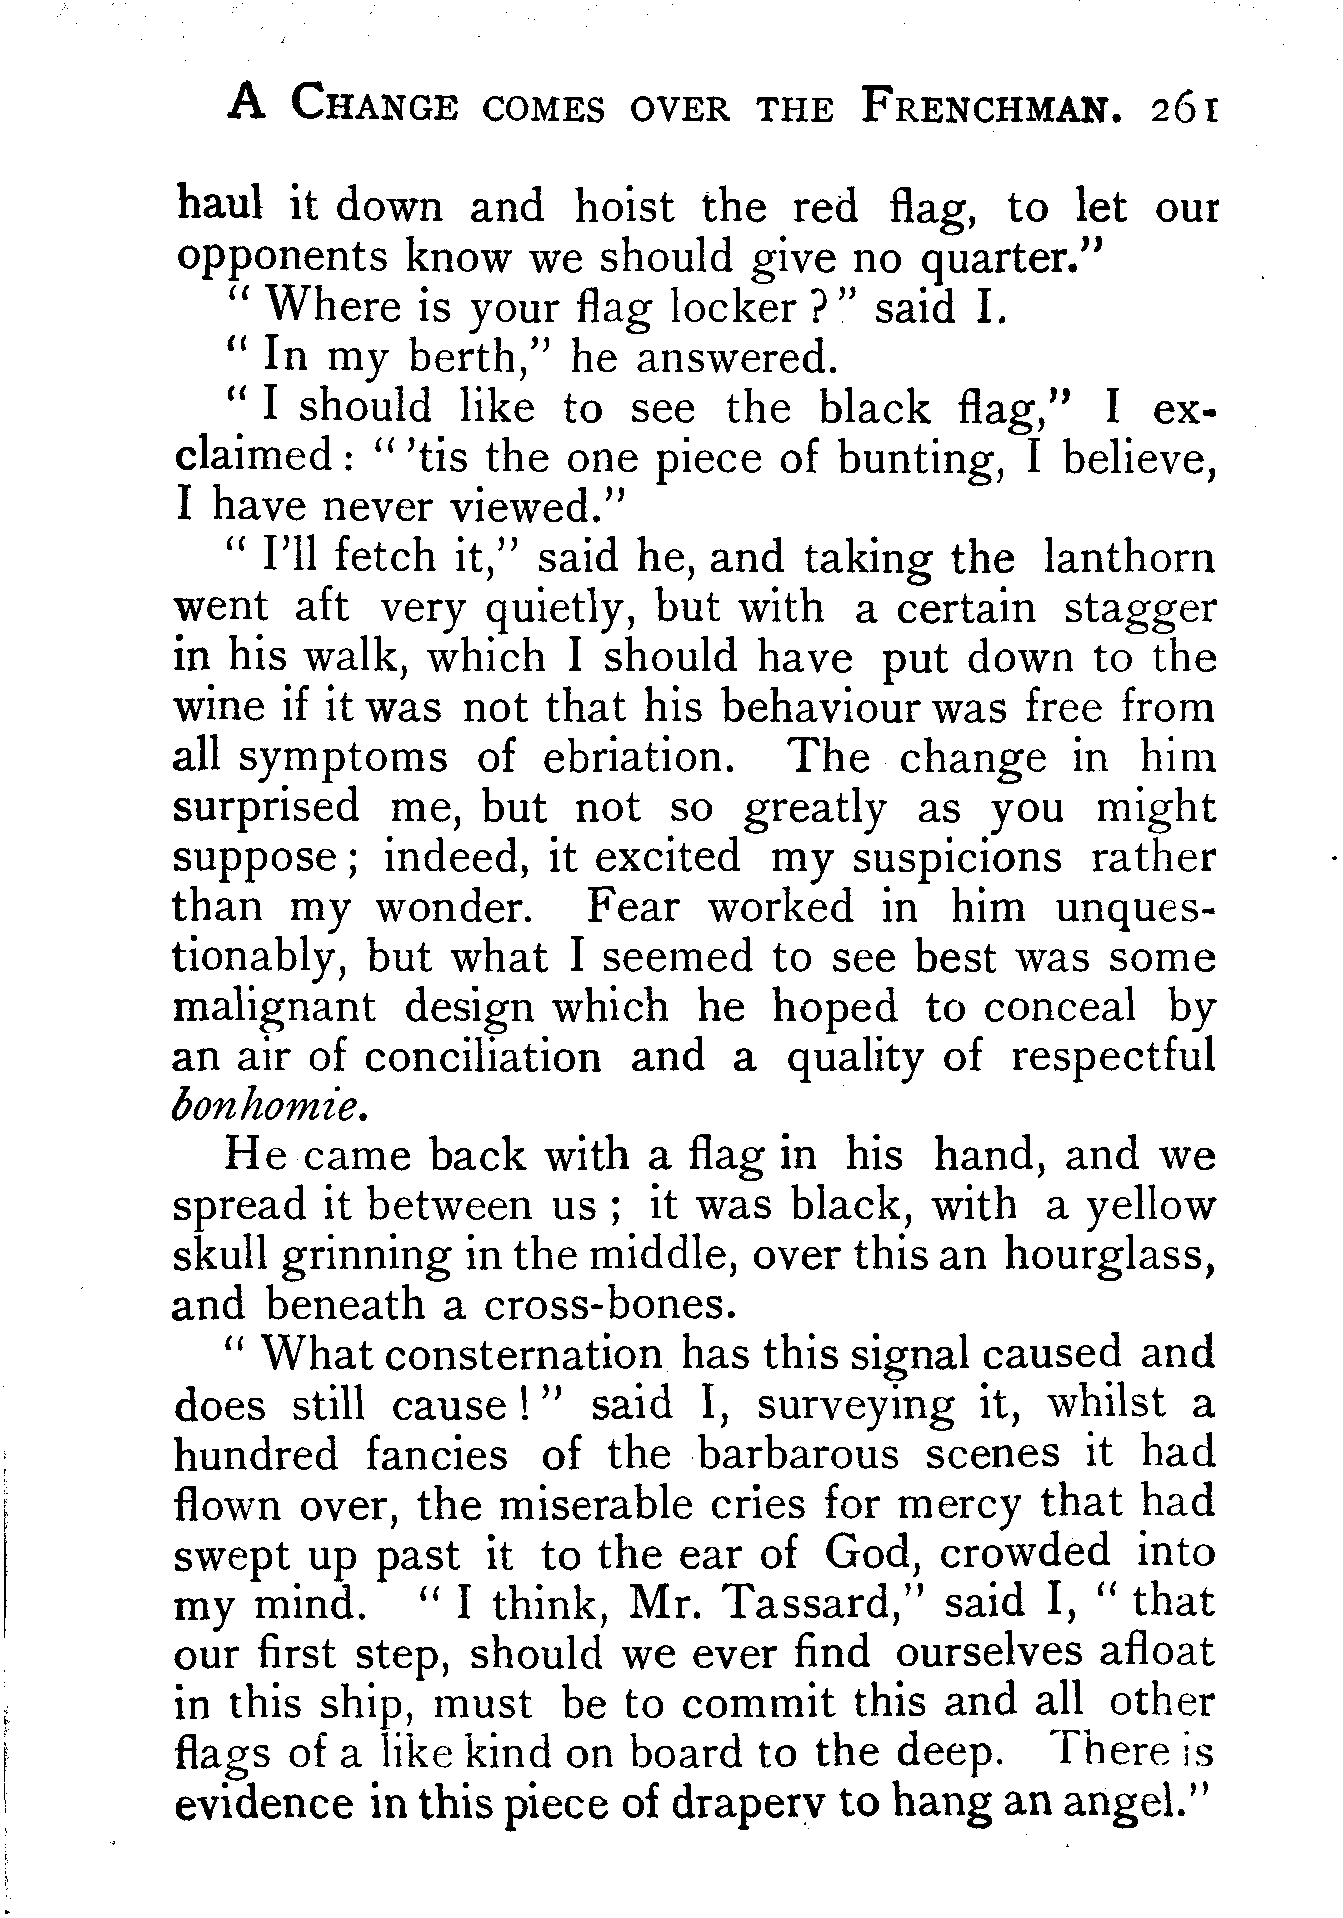 A CHANGE COMES OVER THE FRENCHMAN. 261
haul it down and hoist the red flag, to let our
opponents know we should give no quarter."
" Where is your flag locker ? " said I.
" In my berth," he answered.
" I should like to see the black flag," I ex-
claimed : " 'tis the one piece of bunting, I believe,
I have never viewed."
" I'll fetch it," said he, and taking the lanthorn
went aft very quietly, but with a certain stagger
in his walk, which I should have put down to the
wine if it was not that his behaviour was free from
all symptoms of ebriation. The change in him
surprised me, but not so greatly as you might
suppose ; indeed, it excited my suspicions rather
than my wonder. Fear worked in him unques-
tionably, but what I seemed to see best was some
malignant design which he hoped to conceal by
an air of conciliation and a quality of respectful
bonhomie.
He came back with a flag in his hand, and we
spread it between us ; it was black, with a yellow
skull grinning in the middle, over this an hourglass,
and beneath a cross-bones.
" What consternation has this signal caused and
does still cause ! " said I, surveying it, whilst a
hundred fancies of the barbarous scenes it had
flown over, the miserable cries for mercy that had
swept up past it to the ear of God, crowded into
my mind. " I think, Mr. Tassard," said I, " that
our first step, should we ever find ourselves afloat
in this ship, must be to commit this and all other
flags of a like kind on board to the deep. There is
evidence in this piece of drapery to hang an angel."